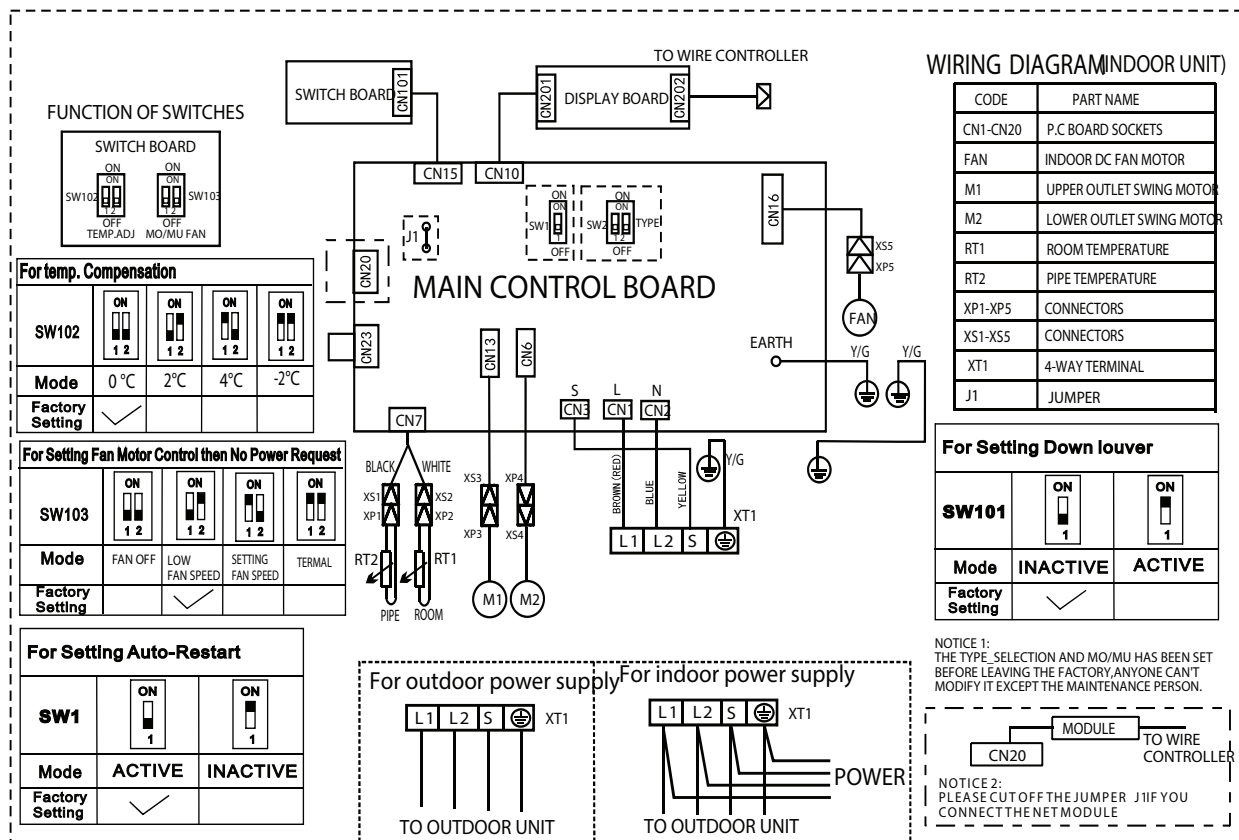 TO WIRE CONTROLLER
WIRING DIAGRAM(INDOOR UNIT)
SWITCH BOARD
CN101
CN201
DISPLAY BOARD
CN202
CODE PART NAME
CN1-CN20 P.C BOARD SOCKETS
FAN INDOOR DC FAN MOTOR
M1 UPPER OUTLET SWING MOTOR
M2 LOWER OUTLET SWING MOTOR
RT1 ROOM TEMPERATURE
RT2 PIPE TEMPERATURE
XP1-XP5 CONNECTORS
XS1-XS5 CONNECTORS
XT1 4-WAY TERMINAL
J1 JUMPER
FUNCTION OF SWITCHES
SWITCH BOARD
ON ON
ON ON
SW102 SW103
1 2 1 2
OFF OFF
TEMP.ADJ MO/MU FAN
CN15
CN10
CN16
J1
ON
ON
SW1
1
OFF
ON
ON
SW2 TYPE
1 2
OFF
CN20
MAIN CONTROL BOARD
CN23
CN13
CN6
XS5
XP5
FAN
EARTH
Y/G
Y/G
S L N
CN3 CN1 CN2
CN7
BLACK WHITE
XS1 XS2
XP1 XP2
RT2 RT1
PIPE ROOM
XS3 XP4
XP3 XS4
M1 M2
BROWN (RED)
BLUE
YELLOW
Y/G
XT1
L1 L2 S
For temp. Compensation
SW102
ON ON ON ON
1 2 1 2 1 2 1 2
Mode 0 °C 2°C 4°C -2°C
Factory
Setting
For Setting Fan Motor Control then No Power Request
SW103
ON ON ON ON
1 2 1 2 1 2 1 2
Mode FAN OFF LOW
FAN SPEED SETTING
FAN SPEED TERMAL
Factory
Setting
For Setting Auto-Restart
SW1
ON ON
1 1
Mode ACTIVE INACTIVE
Factory
Setting
For outdoor power supply
L1 L2 S XT1
TO OUTDOOR UNIT
For indoor power supply
L1 L2 S XT1
POWER
TO OUTDOOR UNIT
For Setting Down louver
SW101
ON ON
1 1
Mode INACTIVE ACTIVE
Factory
Setting
NOTICE 1:
THE TYPE_SELECTION AND MO/MU HAS BEEN SET
BEFORE LEAVING THE FACTORY,ANYONE CAN'T
MODIFY IT EXCEPT THE MAINTENANCE PERSON.
MODULE
CN20
TO WIRE
CONTROLLER
NOTICE 2:
PLEASE CUT OFF THE JUMPER J1IF YOU
CONNECT THE NET MODULE